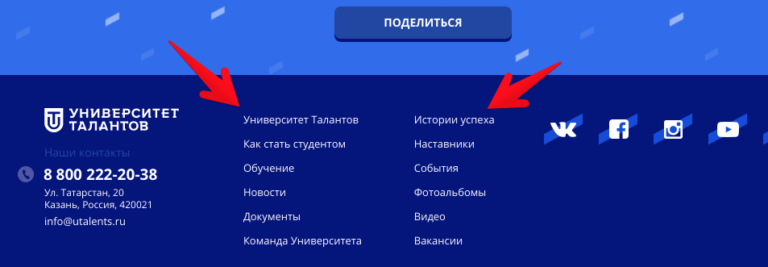 ПОДЕЛИТЬСЯ
УНИВЕРСИТЕТ
ТАЛАНТОВ
Наши контакты
8 800 222-20-38
Ул. Татарстан, 20
Казань, Россия, 420021
info@utalents.ru
Университет Талантов
Как стать студентом
Обучение
Новости
Документы
Команда Университета
Истории успеха
Наставники
События
Фотоальбомы
Видео
Вакансии